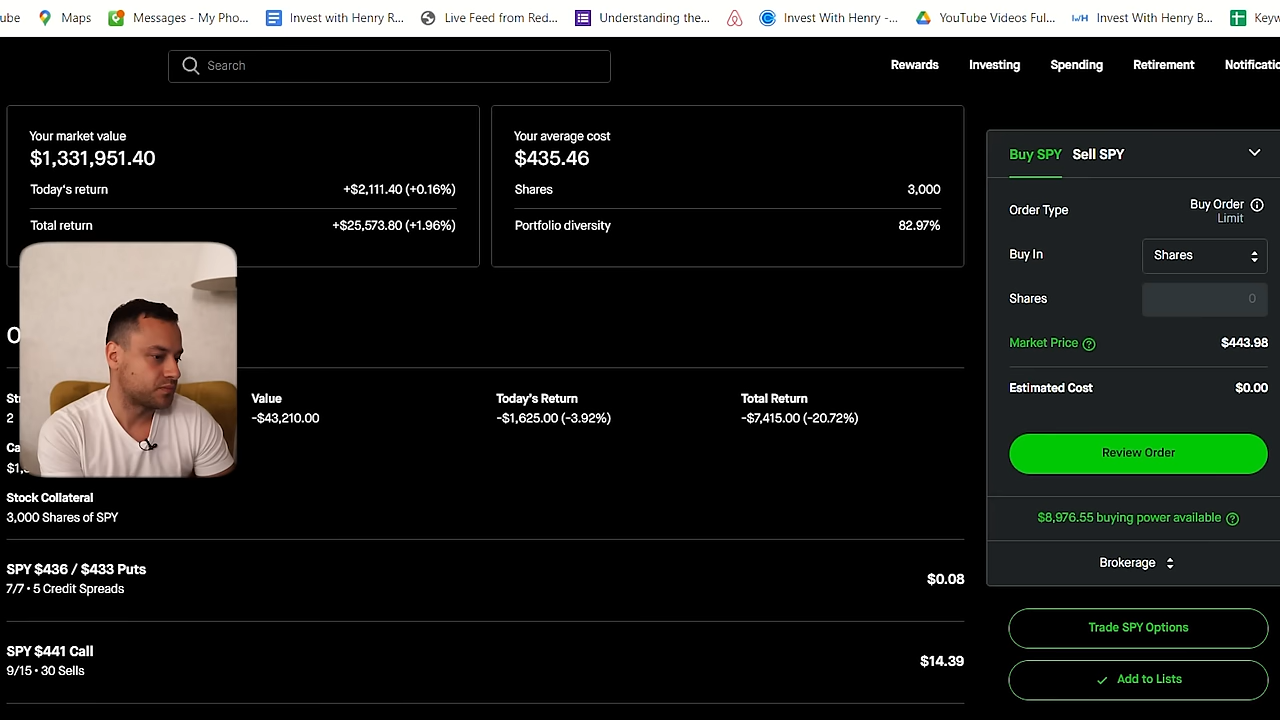 ube
Maps
Messages - My Pho...
Invest with Henry R...
Live Feed from Red...
Understanding the...
Invest With Henry -...
YouTube Videos Ful...
IWH Invest With Henry B...
Keyw
Search
Rewards
Investing
Spending
Retirement
Notificatio
Your market value
$1,331,951.40
Today's return +$2,111.40 (+0.16%)
Total return +$25,573.80 (+1.96%)
Your average cost
$435.46
Shares 3,000
Portfolio diversity 82.97%
Buy SPY Sell SPY
Order Type Buy Order
Limit
Buy In Shares
Shares 0
Market Price $443.98
Estimated Cost $0.00
Review Order
$8,976.55 buying power available
Brokerage
Trade SPY Options
Add to Lists
Value
-$43,210.00
Today's Return
-$1,625.00 (-3.92%)
Total Return
-$7,415.00 (-20.72%)
Stock Collateral
3,000 Shares of SPY
SPY $436 / $433 Puts
7/7 • 5 Credit Spreads
$0.08
SPY $441 Call
9/15 • 30 Sells
$14.39